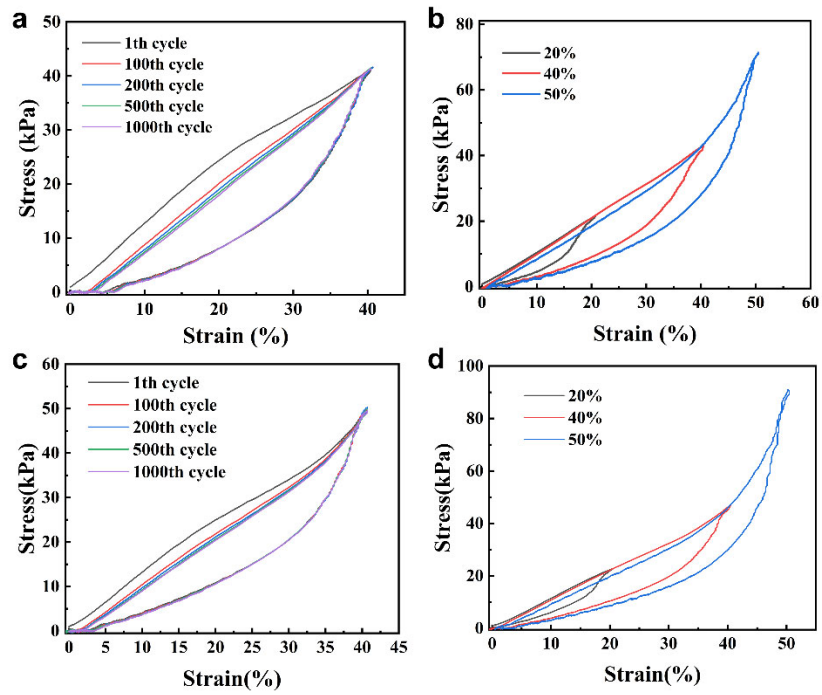 a
50
40
30
20
10
0
Stress (kPa)
1th cycle
100th cycle
200th cycle
500th cycle
1000th cycle
0 10 20 30 40
Strain (%)
b
80
60
40
20
0
Stress (kPa)
20%
40%
50%
0 10 20 30 40 50 60
Strain (%)
c
60
50
40
30
20
10
0
Stress(kPa)
1th cycle
100th cycle
200th cycle
500th cycle
1000th cycle
0 5 10 15 20 25 30 35 40 45
Strain(%)
d
100
80
60
40
20
0
Stress(kPa)
20%
40%
50%
0 10 20 30 40 50
Strain(%)